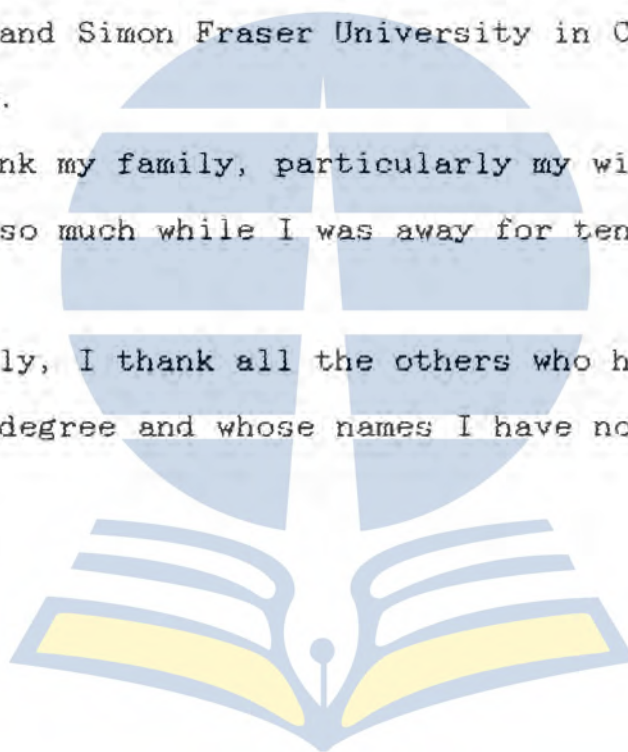 and Simon Fraser University in C
.
nk my family, particularly my wi
so much while I was away for ten
ly, I thank all the others who h
degree and whose names I have no